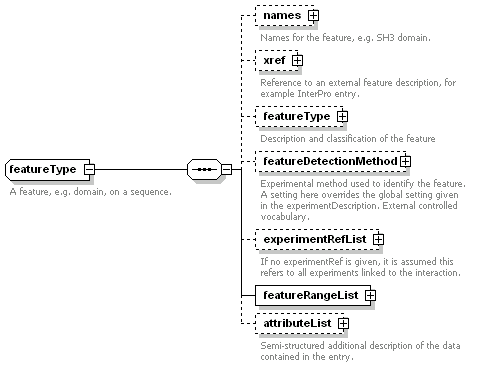 names
Names for the feature, e.g. SH3 domain.
xref
Reference to an external feature description, for
example InterPro entry.
featureType
Description and classification of the feature
featureType
A feature, e.g. domain, on a sequence.
featureDetectionMethod
Experimental method used to identify the feature.
A setting here overrides the global setting given
in the experimentDescription. External controlled
vocabulary.
experimentRefList
If no experimentRef is given, it is assumed this
refers to all experiments linked to the interaction.
featureRangeList
attributeList
Semi-structured additional description of the data
contained in the entry.